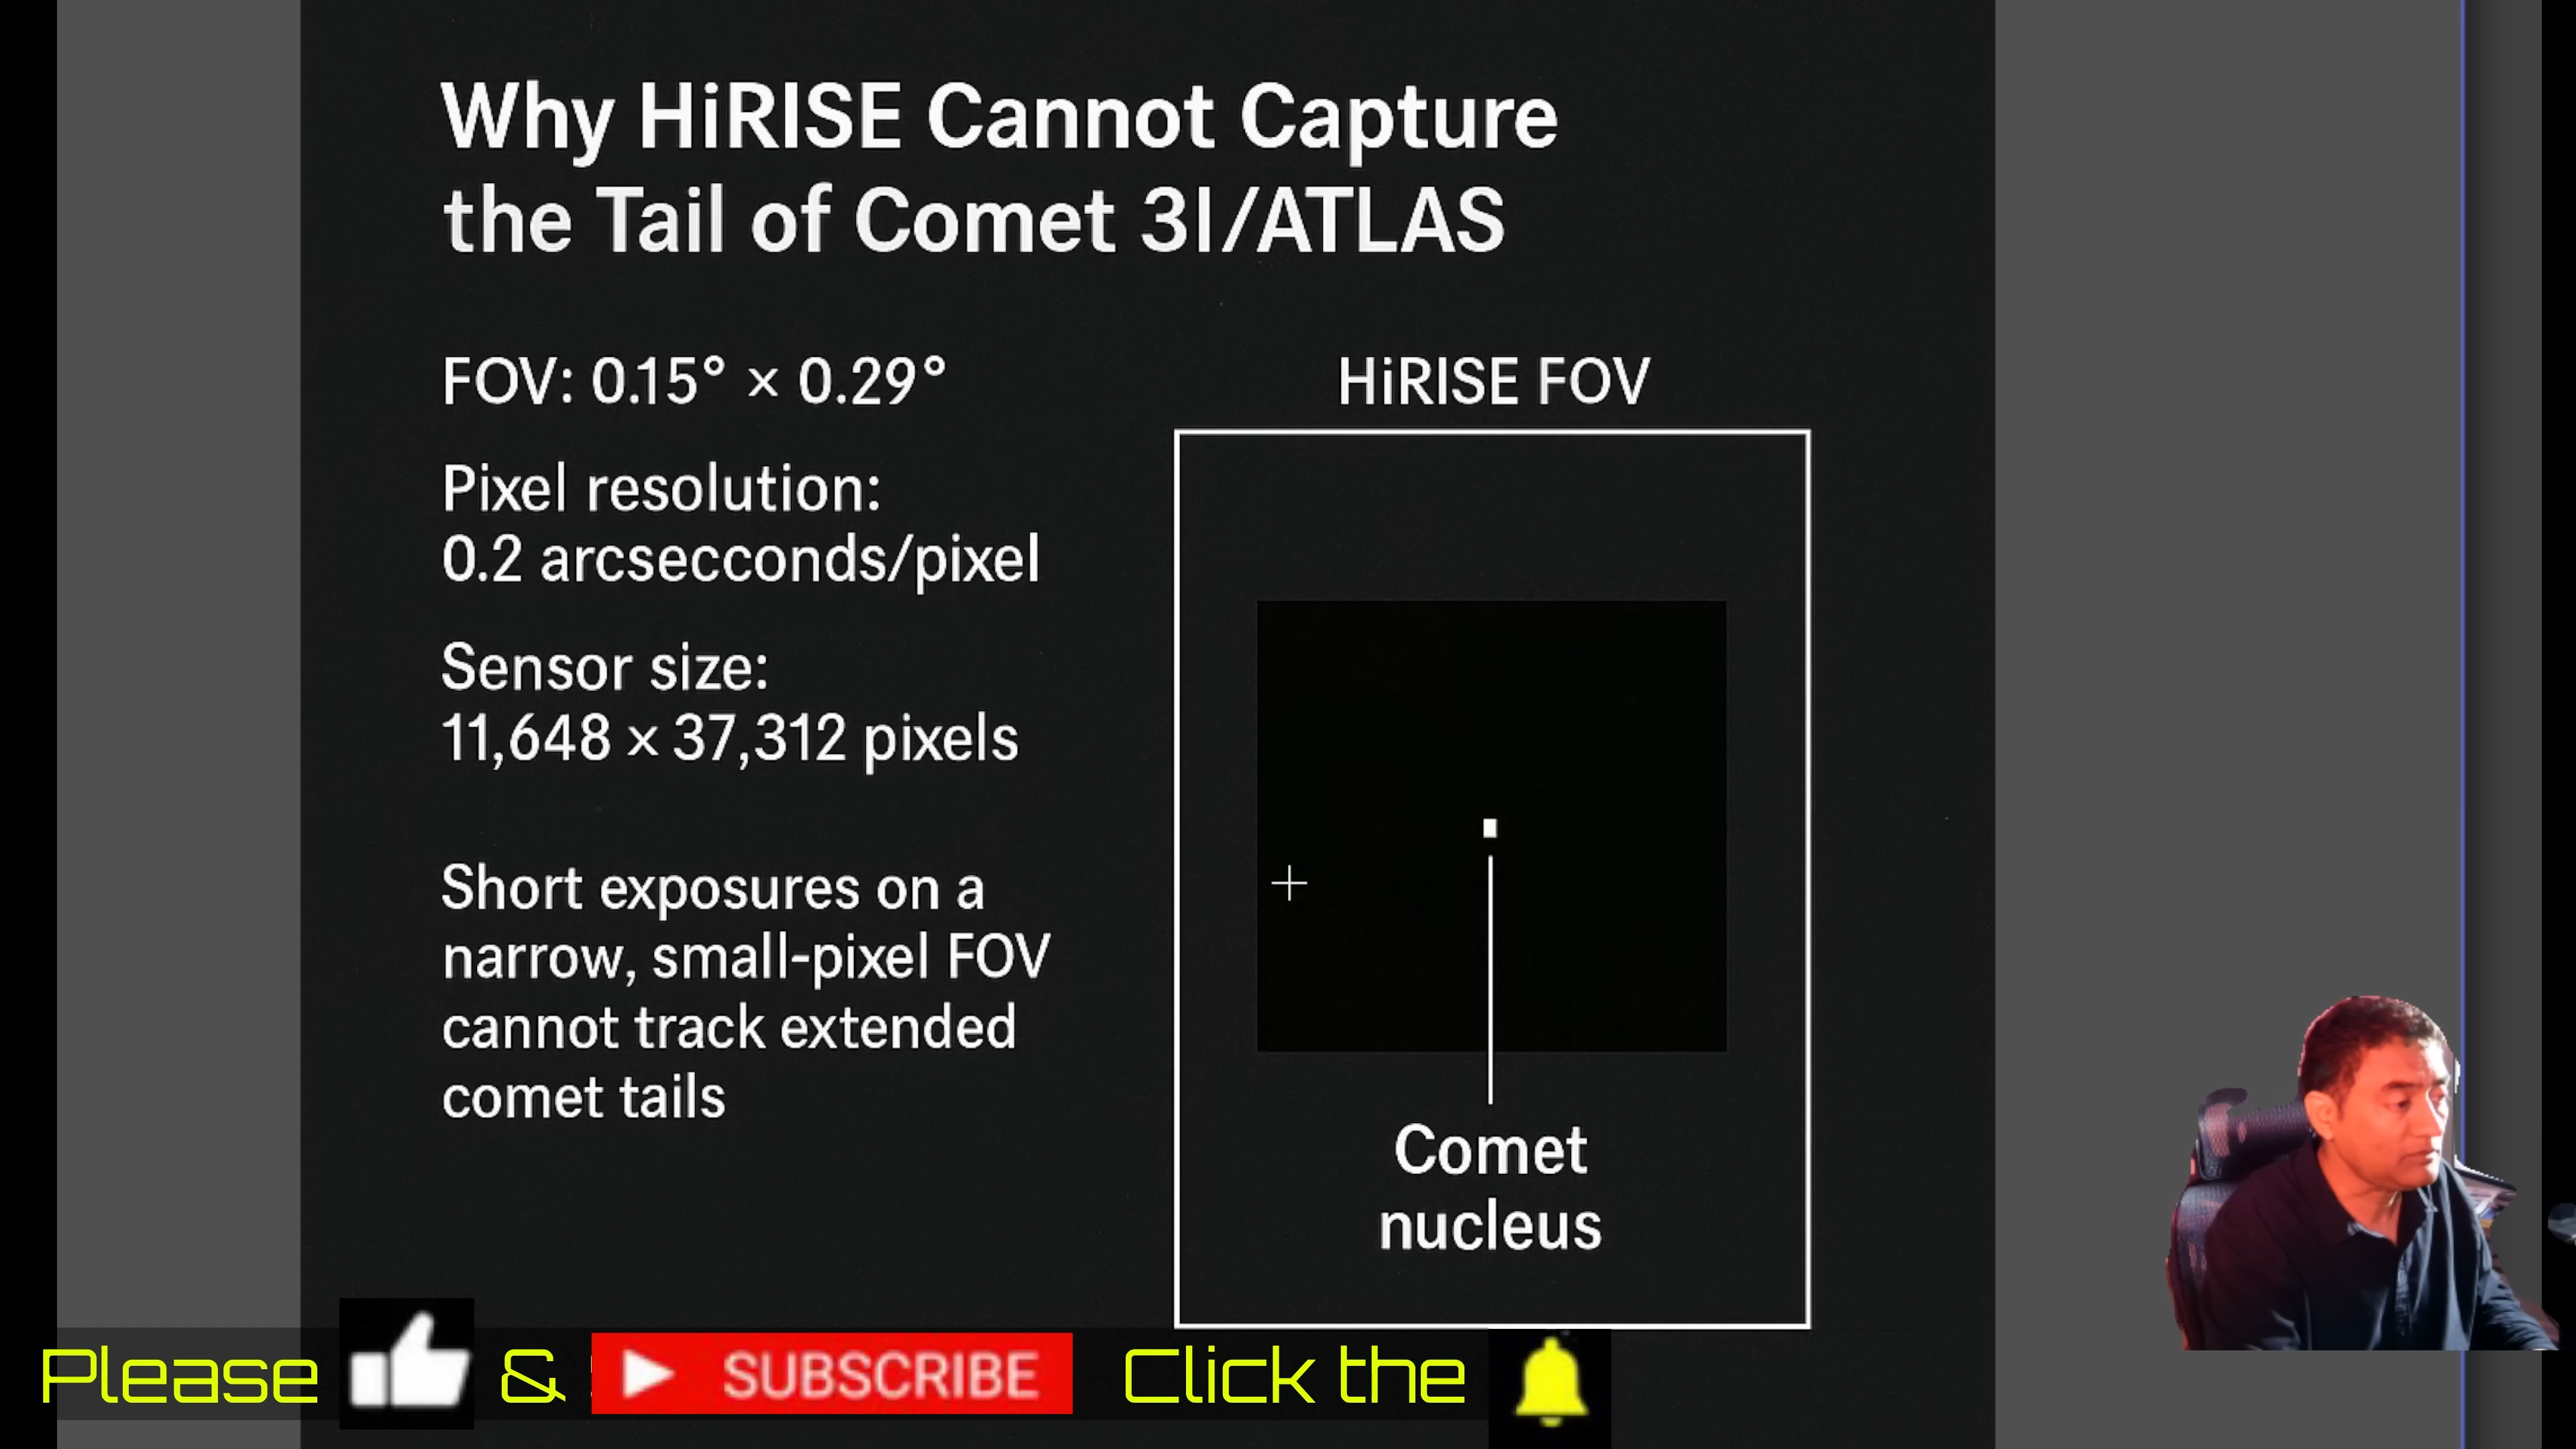 Why HiRISE Cannot Capture
the Tail of Comet 3I/ATLAS
FOV: 0.15° × 0.29°
Pixel resolution:
0.2 arcsecconds/pixel
Sensor size:
11,648 × 37,312 pixels
Short exposures on a
narrow, small-pixel FOV
cannot track extended
comet tails
HiRISE FOV
Comet
nucleus
Please & SUBSCRIBE Click the